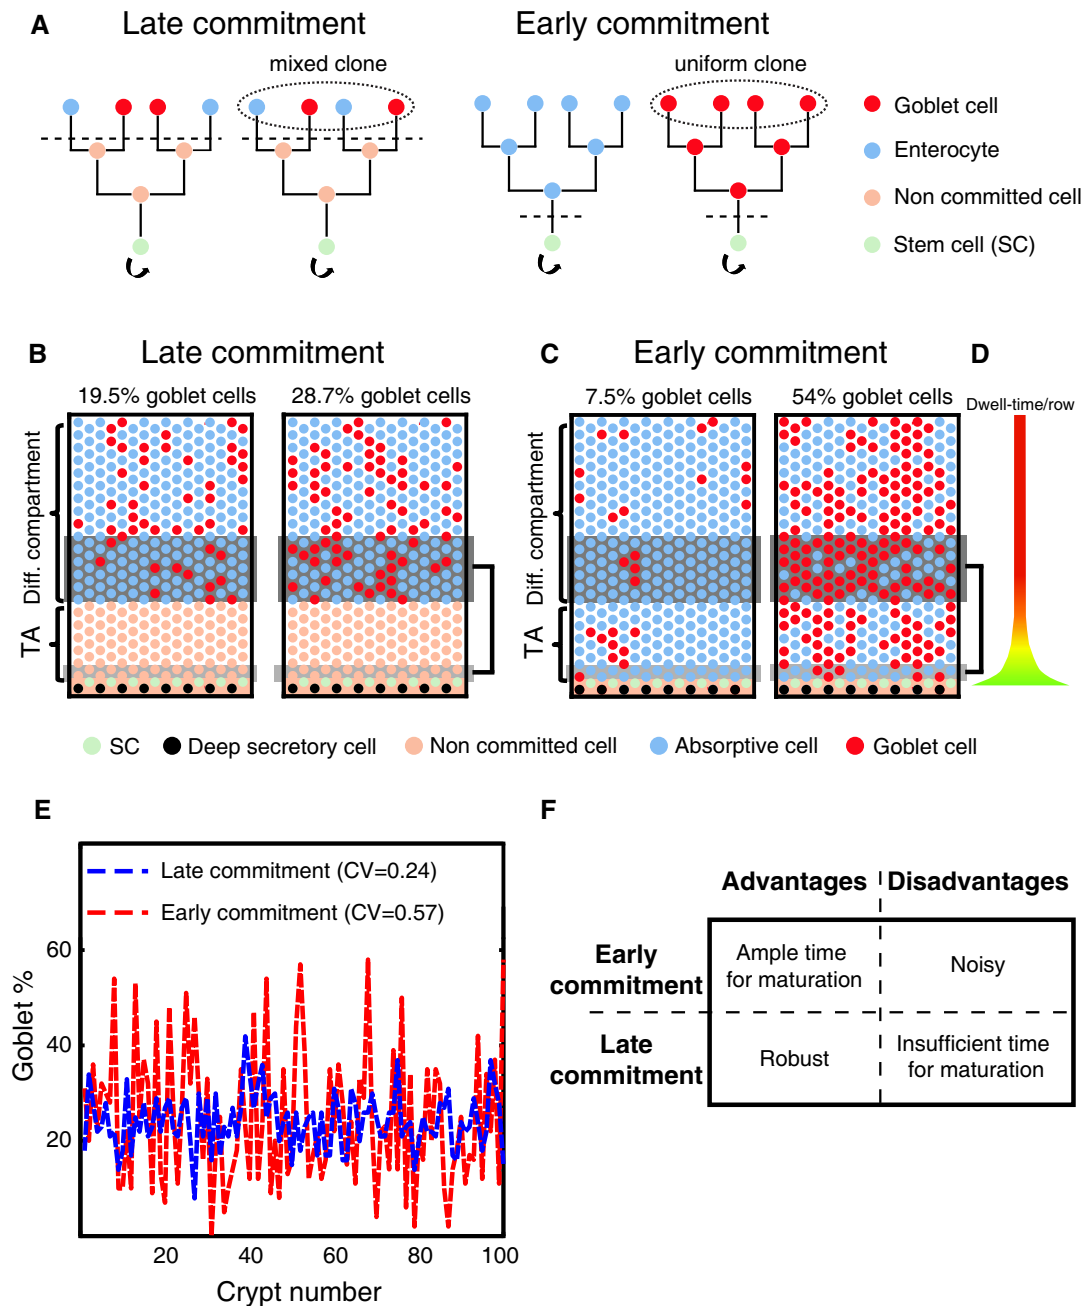 A
Late commitment
Early commitment
mixed clone
uniform clone
Goblet cell
Enterocyte
Non committed cell
Stem cell (SC)
B
Late commitment
C
Early commitment
D
19.5% goblet cells
28.7% goblet cells
7.5% goblet cells
54% goblet cells
Dwell-time/row
Diff. compartment
TA
Diff. compartment
TA
SC
Deep secretory cell
Non committed cell
Absorptive cell
Goblet cell
E
Late commitment (CV=0.24)
Early commitment (CV=0.57)
Goblet %
60
40
20
20
40
60
80
100
Crypt number
F
Advantages
Disadvantages
Early
commitment
Ample time
for maturation
Noisy
Late
commitment
Robust
Insufficient time
for maturation